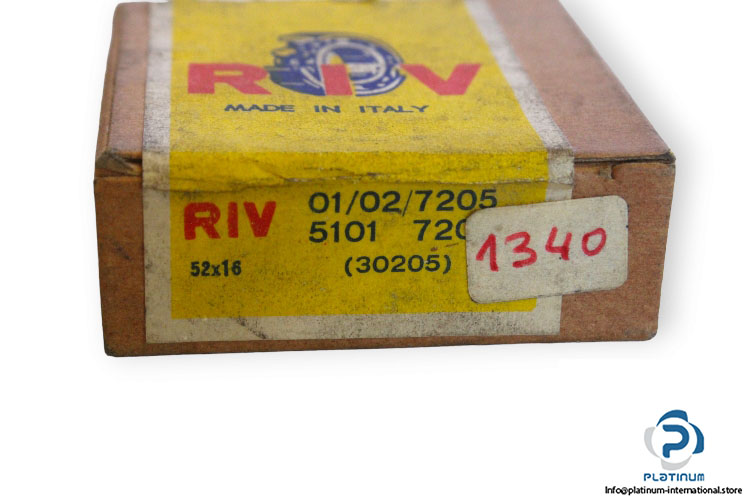 RIV
MADE IN ITALY
RIV 01/02/7205
5101
52x16 (30205)
1340
PLATINUM
Info@platinum-international.store